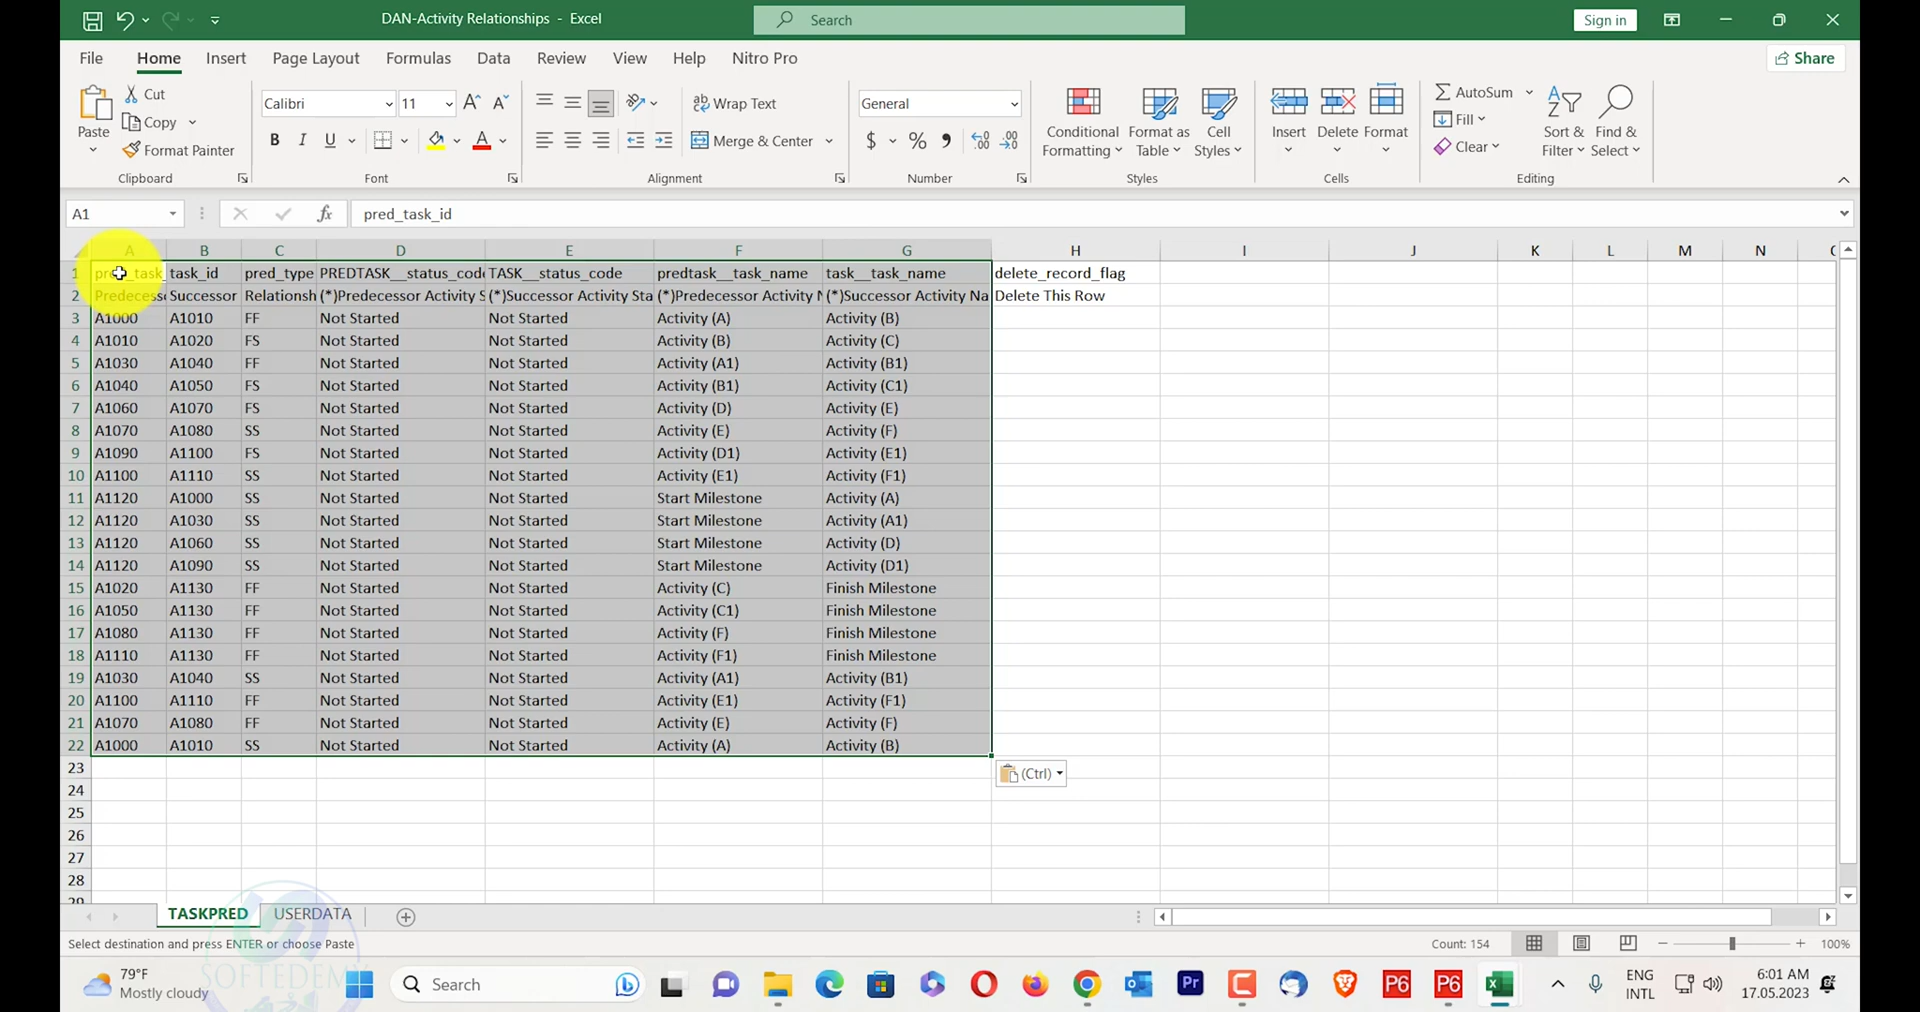 DAN-Activity Relationships - Excel
Search
Sign in
File Home Insert Page Layout Formulas Data Review View Help Nitro Pro
Share
Paste
Cut
Copy
Format Painter
Clipboard
Calibri 11
B I U
Font
Wrap Text
Merge & Center
Alignment
General
$ % ,
Number
Conditional Formatting
Format as Table
Cell Styles
Styles
Insert Delete Format
Cells
AutoSum
Fill
Clear
Sort & Filter
Find & Select
Editing
A1 fx pred_task_id
A B C D E F G H I J K L M N
1 pred_task_ task_id pred_type PREDTASK__status_code TASK__status_code predtask__task_name task__task_name delete_record_flag
2 Predecess Successor Relationsh (*)Predecessor Activity S (*)Successor Activity Sta (*)Predecessor Activity N (*)Successor Activity Na Delete This Row
3 A1000 A1010 FF Not Started Not Started Activity (A) Activity (B)
4 A1010 A1020 FS Not Started Not Started Activity (B) Activity (C)
5 A1030 A1040 FF Not Started Not Started Activity (A1) Activity (B1)
6 A1040 A1050 FS Not Started Not Started Activity (B1) Activity (C1)
7 A1060 A1070 FS Not Started Not Started Activity (D) Activity (E)
8 A1070 A1080 SS Not Started Not Started Activity (E) Activity (F)
9 A1090 A1100 FS Not Started Not Started Activity (D1) Activity (E1)
10 A1100 A1110 SS Not Started Not Started Activity (E1) Activity (F1)
11 A1120 A1000 SS Not Started Not Started Start Milestone Activity (A)
12 A1120 A1030 SS Not Started Not Started Start Milestone Activity (A1)
13 A1120 A1060 SS Not Started Not Started Start Milestone Activity (D)
14 A1120 A1090 SS Not Started Not Started Start Milestone Activity (D1)
15 A1020 A1130 FF Not Started Not Started Activity (C) Finish Milestone
16 A1050 A1130 FF Not Started Not Started Activity (C1) Finish Milestone
17 A1080 A1130 FF Not Started Not Started Activity (F) Finish Milestone
18 A1110 A1130 FF Not Started Not Started Activity (F1) Finish Milestone
19 A1030 A1040 SS Not Started Not Started Activity (A1) Activity (B1)
20 A1100 A1110 FF Not Started Not Started Activity (E1) Activity (F1)
21 A1070 A1080 FF Not Started Not Started Activity (E) Activity (F)
22 A1000 A1010 SS Not Started Not Started Activity (A) Activity (B)
23 (Ctrl)
24
25
26
27
28
29
TASKPRED USERDATA
Select destination and press ENTER or choose Paste Count: 154 100%
SOFTEDEMY
79°F
Mostly cloudy
Search
Pr P6 P6
ENG
INTL
6:01 AM
17.05.2023